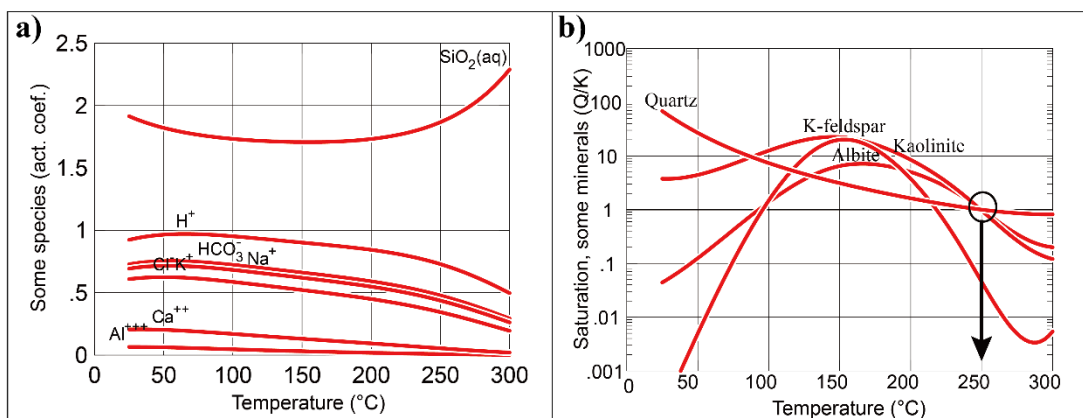 a)
Some species (act. coef.)
2.5
2
1.5
1
.5
0
SiO2(aq)
H+
HCO3- Na+
Cl- K+
Ca++
Al+++
0 50 100 150 200 250 300
Temperature (°C)
b)
Saturation, some minerals (Q/K)
1000
100
10
1
.1
.01
.001
Quartz
K-feldspar
Kaolinite
Albite
0 50 100 150 200 250 300
Temperature (°C)